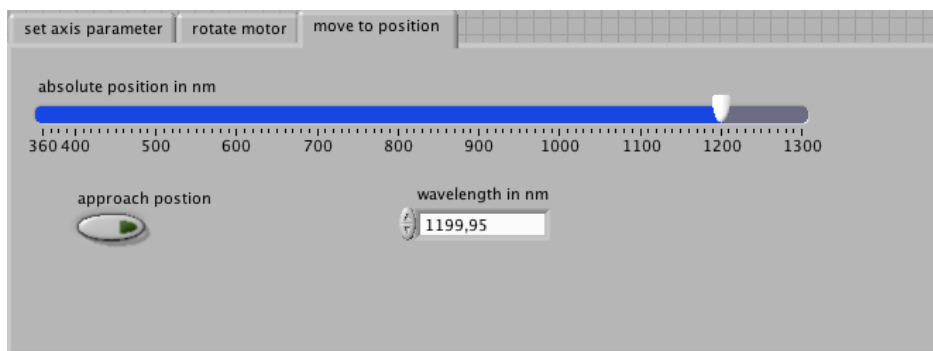 set axis parameter rotate motor move to position
absolute position in nm
360 400 500 600 700 800 900 1000 1100 1200 1300
approach postion wavelength in nm
1199,95